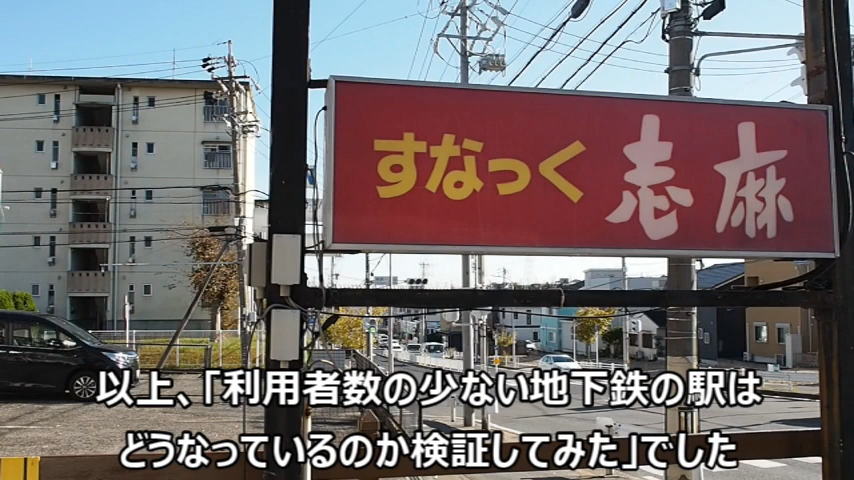 すなっく 志麻
以上、「利用者数の少ない地下鉄の駅は
どうなっているのか検証してみた」でした